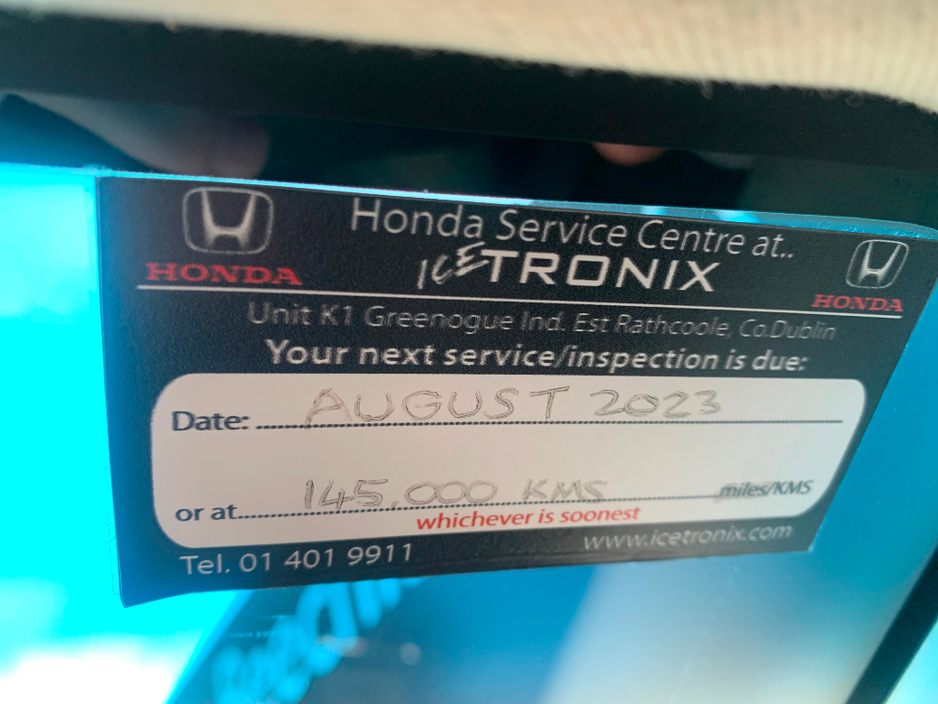 Honda Service Centre at..
ICETRONIX
HONDA
HONDA
Unit K1 Greenogue Ind. Est Rathcoole, Co.Dublin
Your next service/inspection is due:
Date: AUGUST 2023
or at 145,000 KMS miles/KMS
whichever is soonest
Tel. 01 401 9911
www.icetronix.com